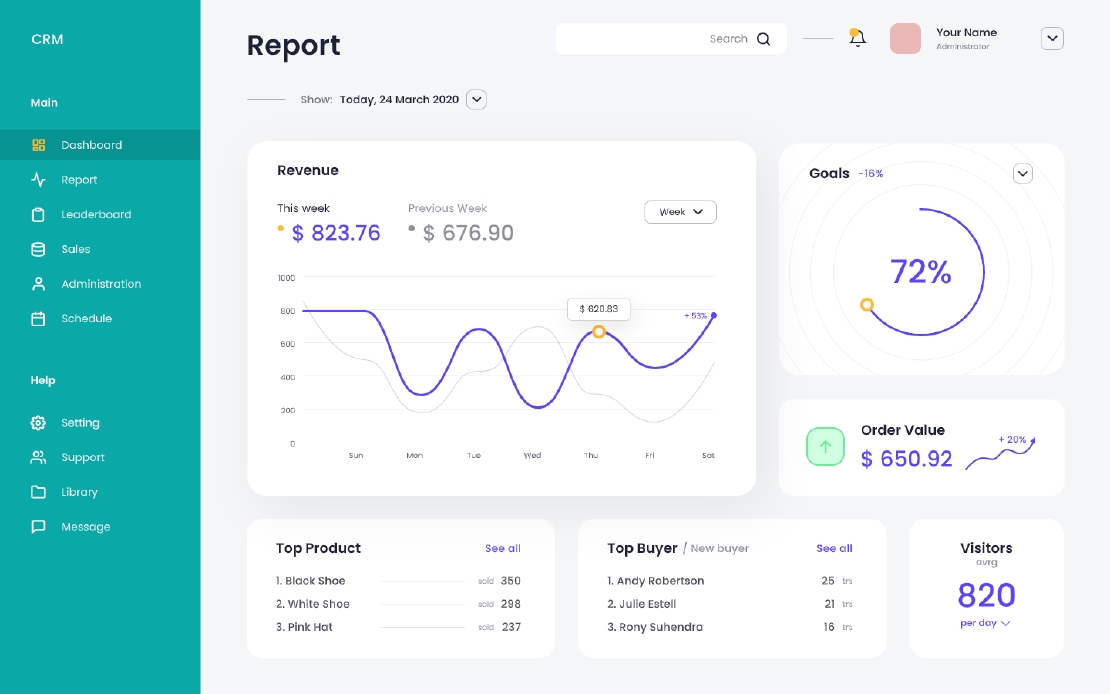 CRM
Main
Dashboard
Report
Leaderboard
Sales
Administration
Schedule
Help
Setting
Support
Library
Message
Report
Search
Your Name
Administrator
Show: Today, 24 March 2020
Revenue
This week
$ 823.76
Previous Week
$ 676.90
Week
1000
800
600
400
200
0
$ 620.83
+ 53%
Sun Mon Tue Wed Thu Fri Sat
Goals -16%
72%
Order Value
$ 650.92
+ 20%
Top Product See all
1. Black Shoe sold 350
2. White Shoe sold 298
3. Pink Hat sold 237
Top Buyer / New buyer See all
1. Andy Robertson 25 trs
2. Julie Estell 21 trs
3. Rony Suhendra 16 trs
Visitors
avrg
820
per day